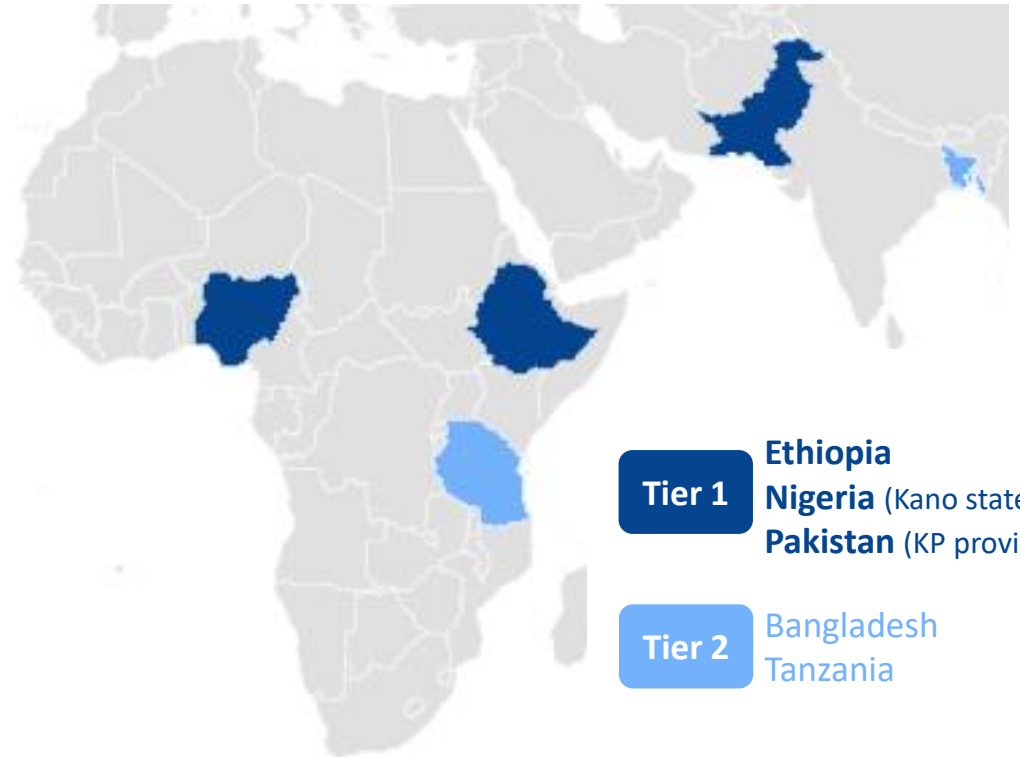 Tier 1
Ethiopia
Nigeria (Kano state
Pakistan (KP provi
Tier 2
Bangladesh
Tanzania